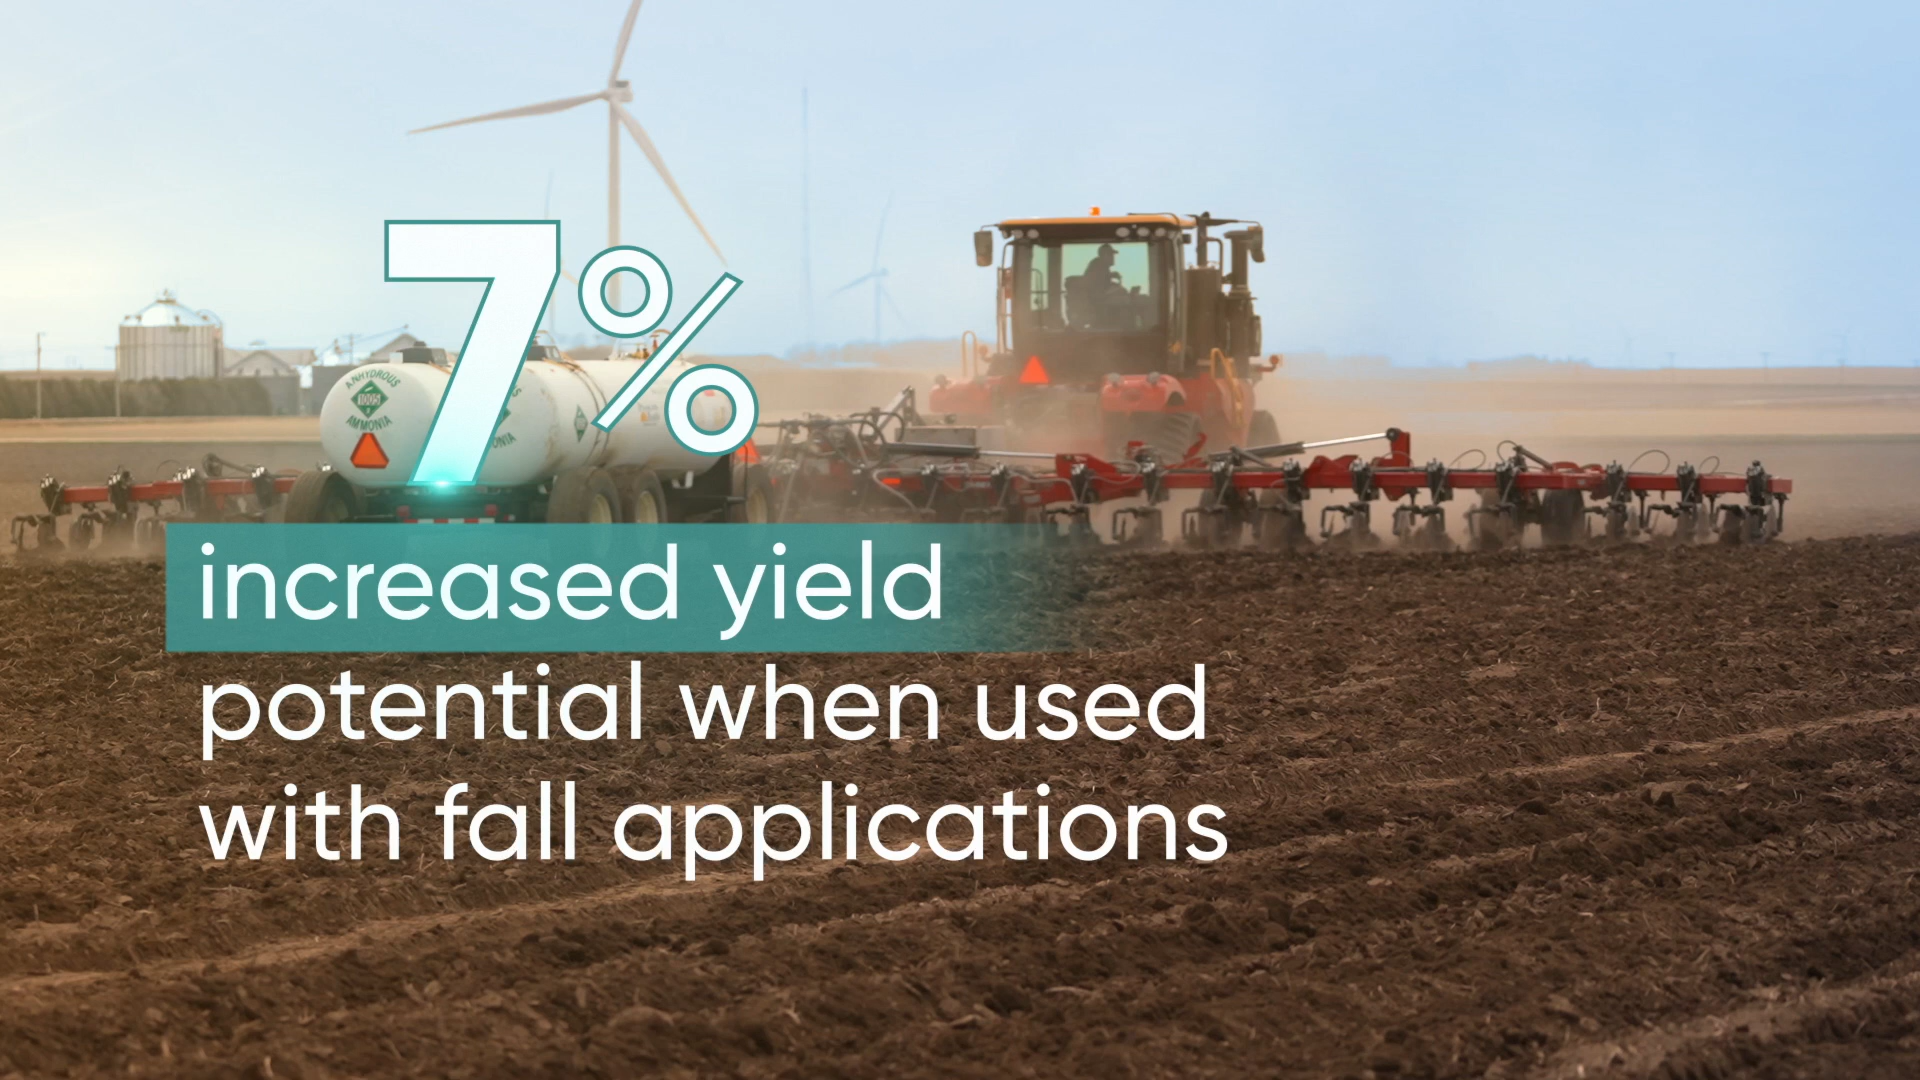 7%
increased yield
potential when used
with fall applications
ANHYDROUS
1005
AMMONIA